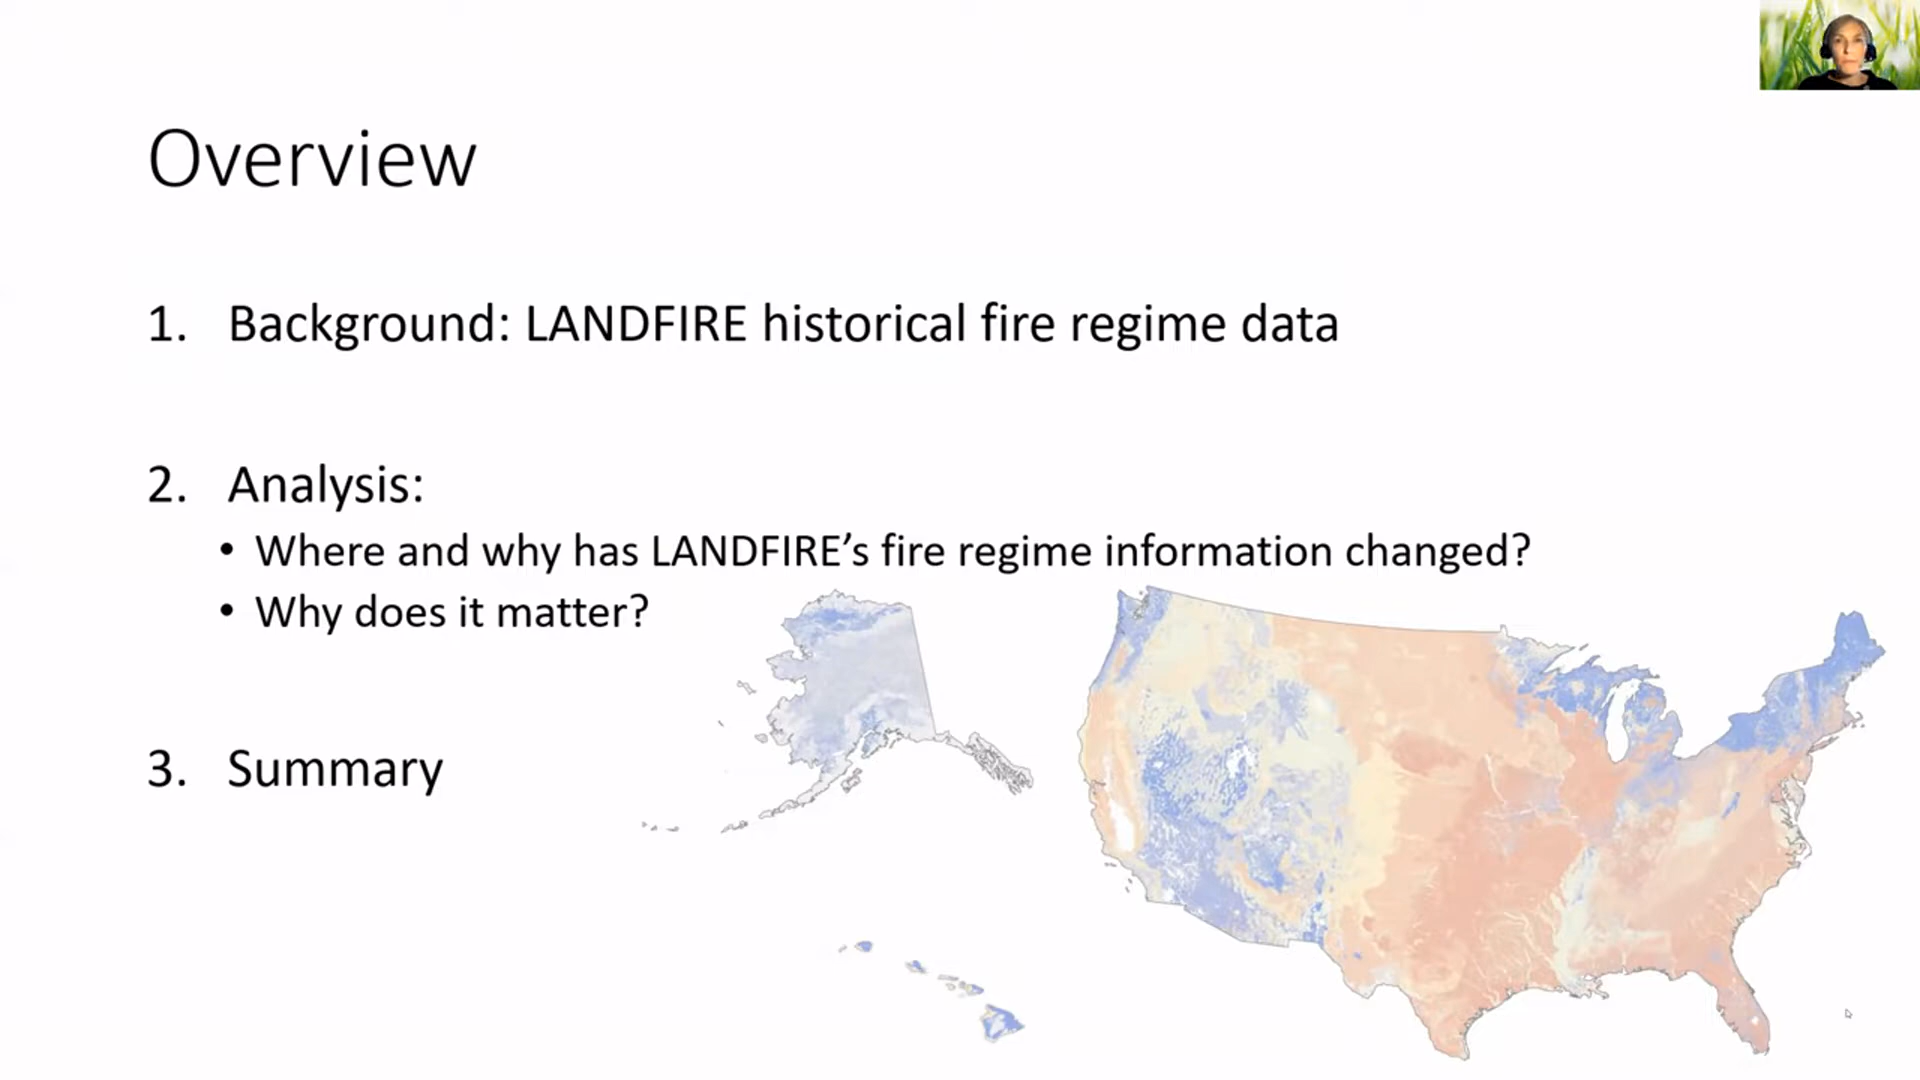 Overview
1. Background: LANDFIRE historical fire regime data
2. Analysis:
• Where and why has LANDFIRE’s fire regime information changed?
• Why does it matter?
3. Summary